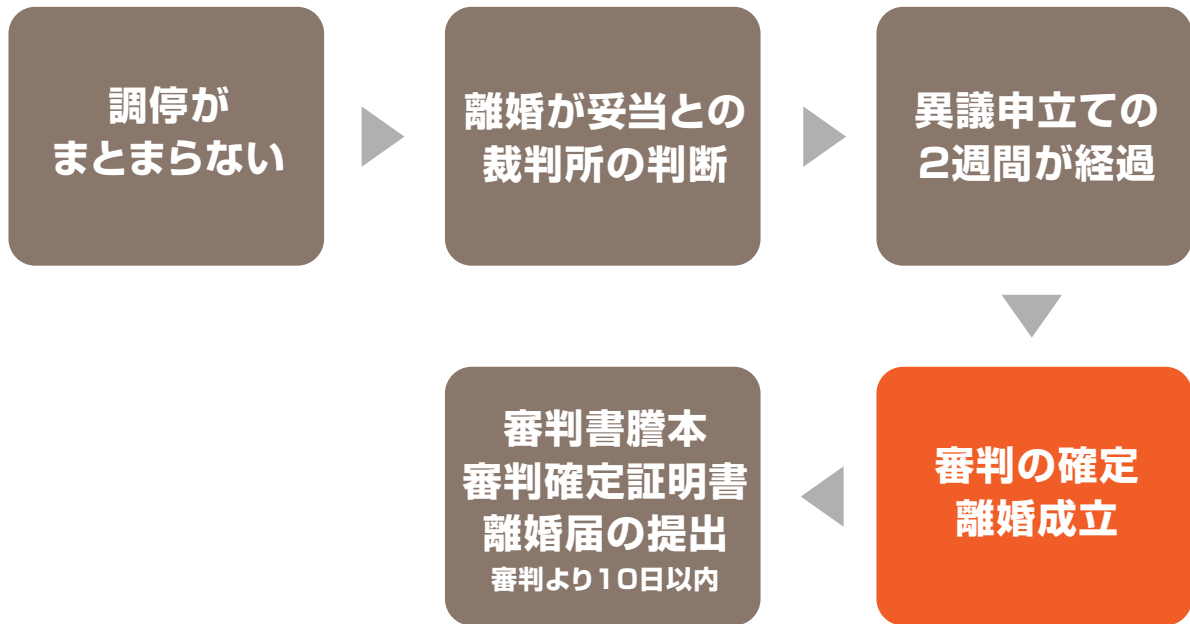 調停が
まとまらない
離婚が妥当との
裁判所の判断
異議申立ての
2週間が経過
審判の確定
離婚成立
審判書謄本
審判確定証明書
離婚届の提出
審判より10日以内